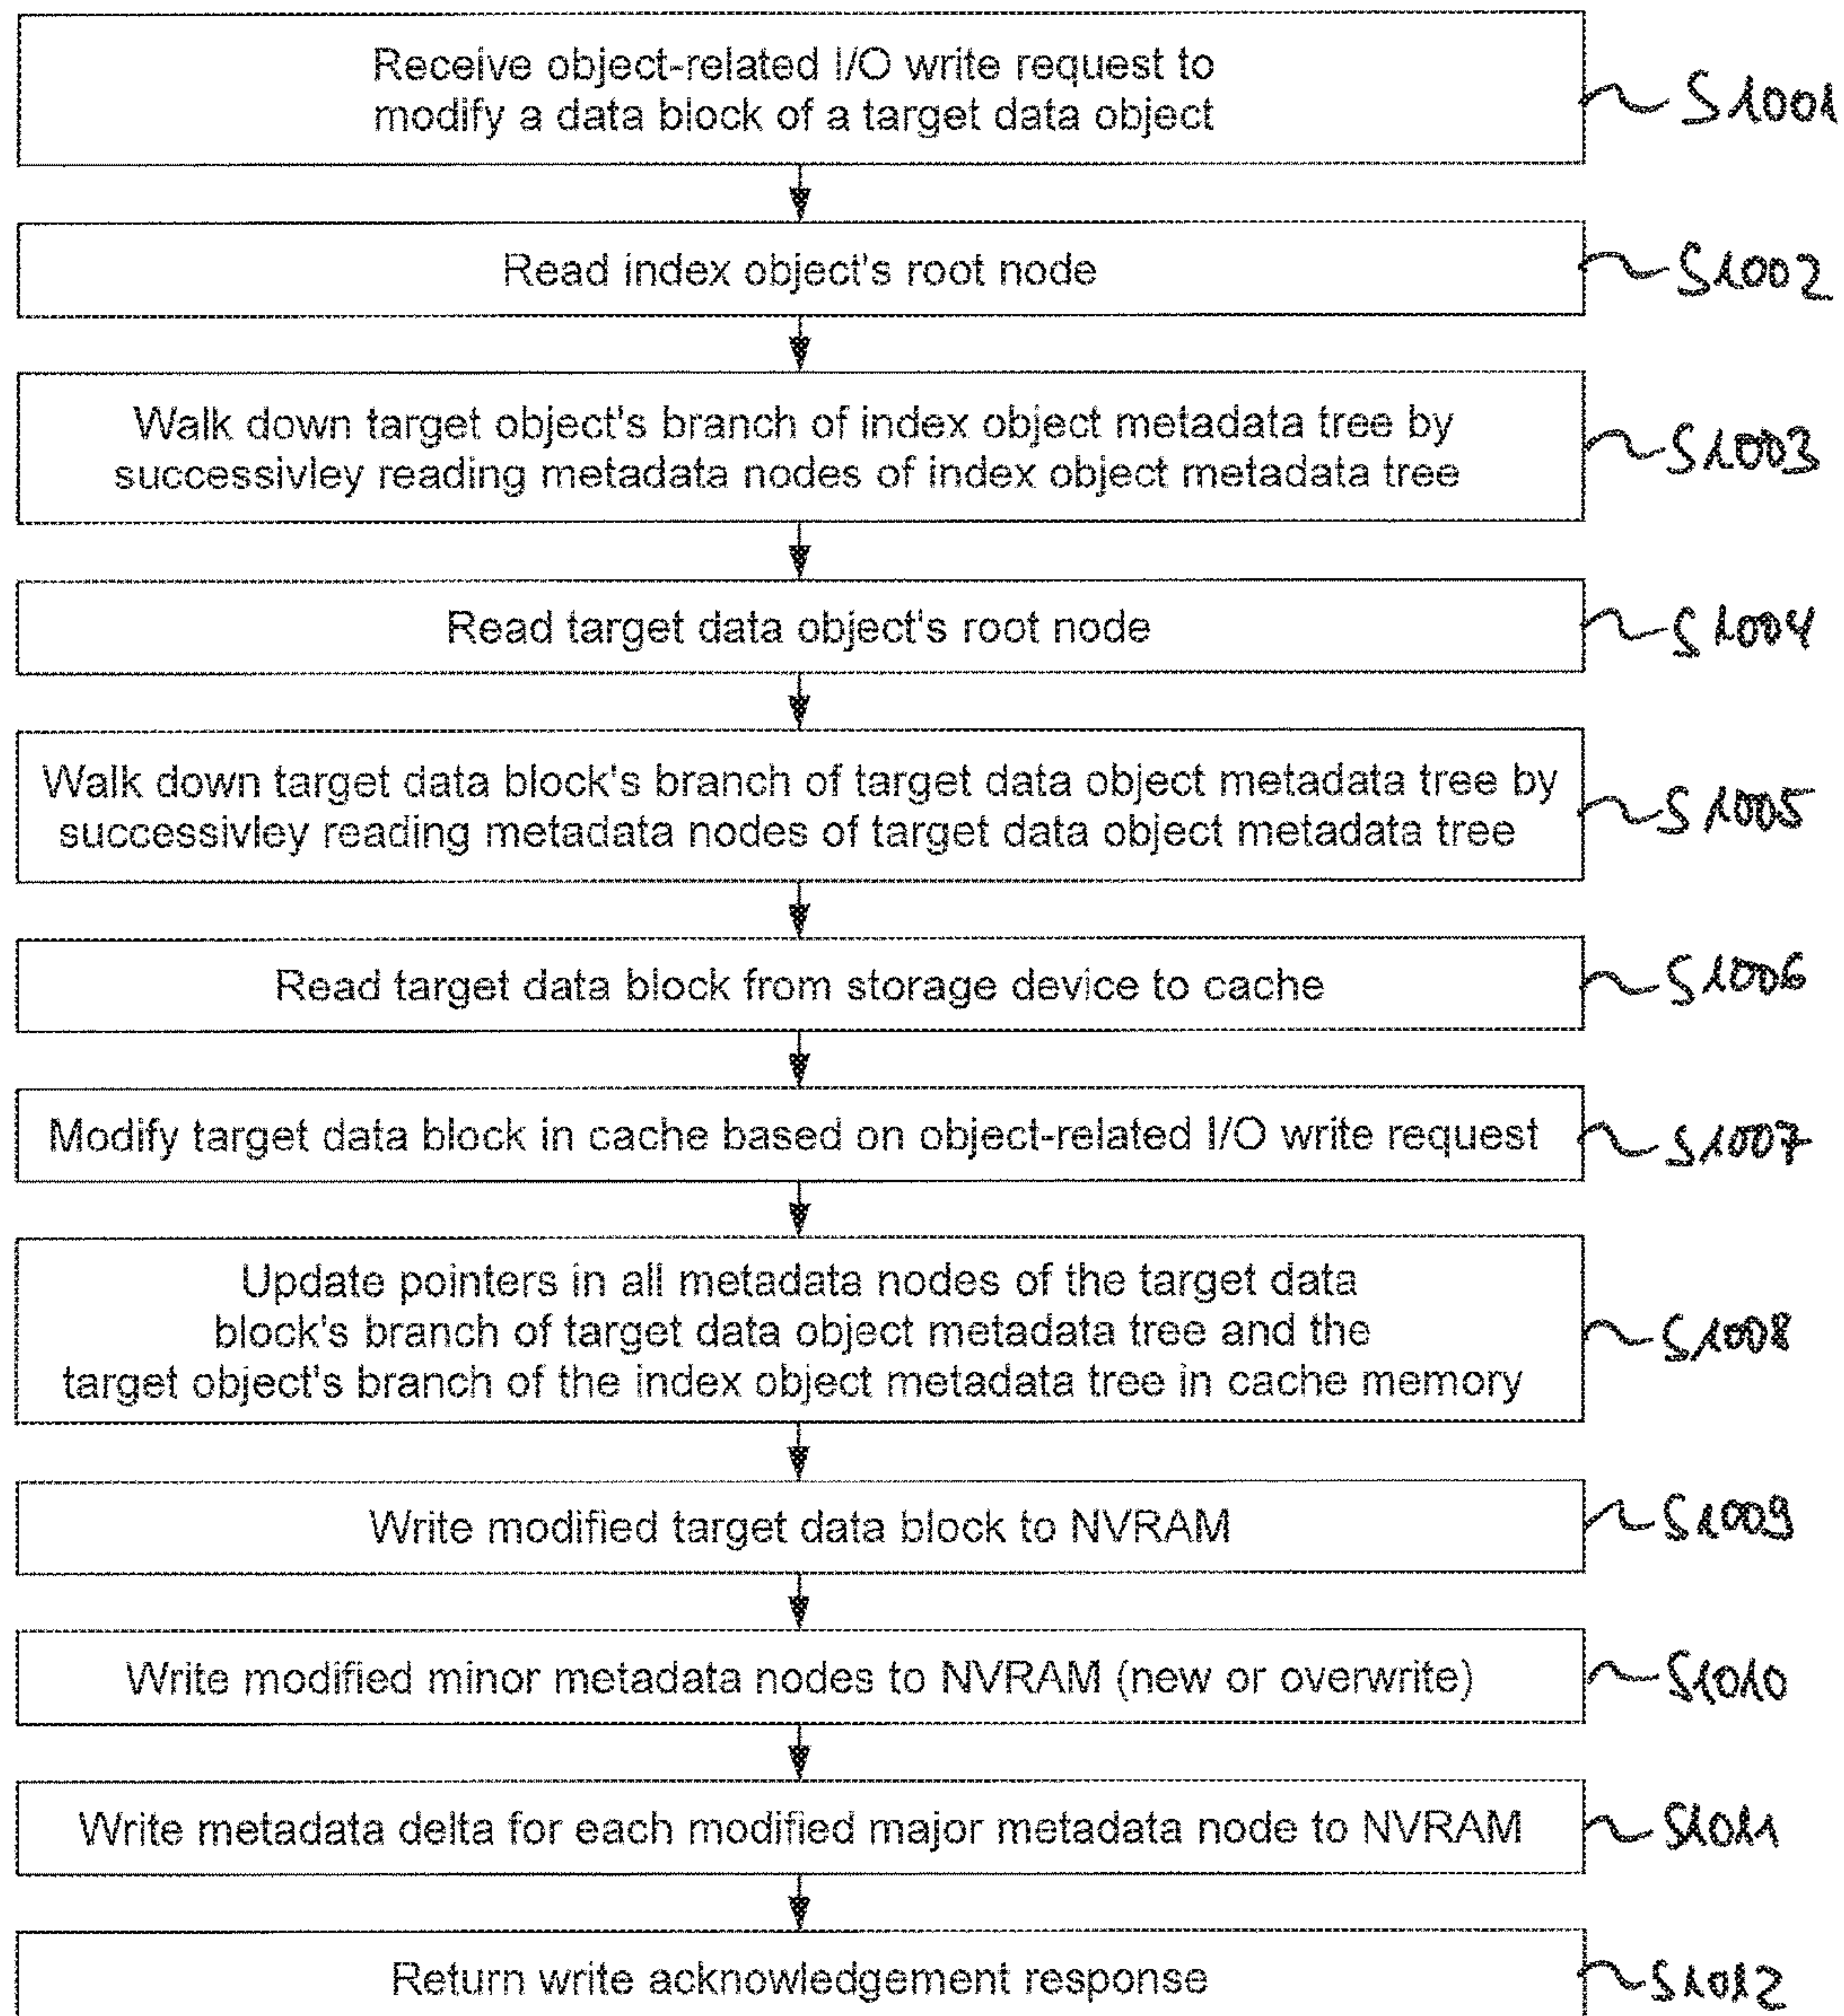 Receive object-related I/O write request to
modify a data block of a target data object
S1001
Read index object's root node
S1002
Walk down target object's branch of index object metadata tree by
successivley reading metadata nodes of index object metadata tree
S1003
Read target data object's root node
S1004
Walk down target data block's branch of target data object metadata tree by
successivley reading metadata nodes of target data object metadata tree
S1005
Read target data block from storage device to cache
S1006
Modify target data block in cache based on object-related I/O write request
S1007
Update pointers in all metadata nodes of the target data
block's branch of target data object metadata tree and the
target object's branch of the index object metadata tree in cache memory
S1008
Write modified target data block to NVRAM
S1009
Write modified minor metadata nodes to NVRAM (new or overwrite)
S1010
Write metadata delta for each modified major metadata node to NVRAM
S1011
Return write acknowledgement response
S1012